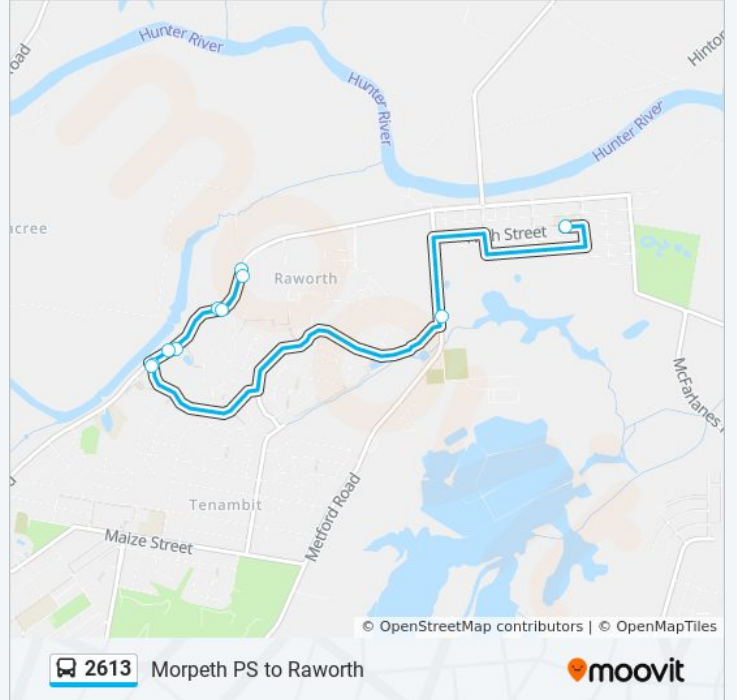 Hunter River
Hinton
oad
Hunter River
Hunter River
acree
Street
Raworth
McFarlanes
Tenambit
Metford Road
Maize Street
© OpenStreetMap contributors | © OpenMapTiles
2613 Morpeth PS to Raworth
moovit